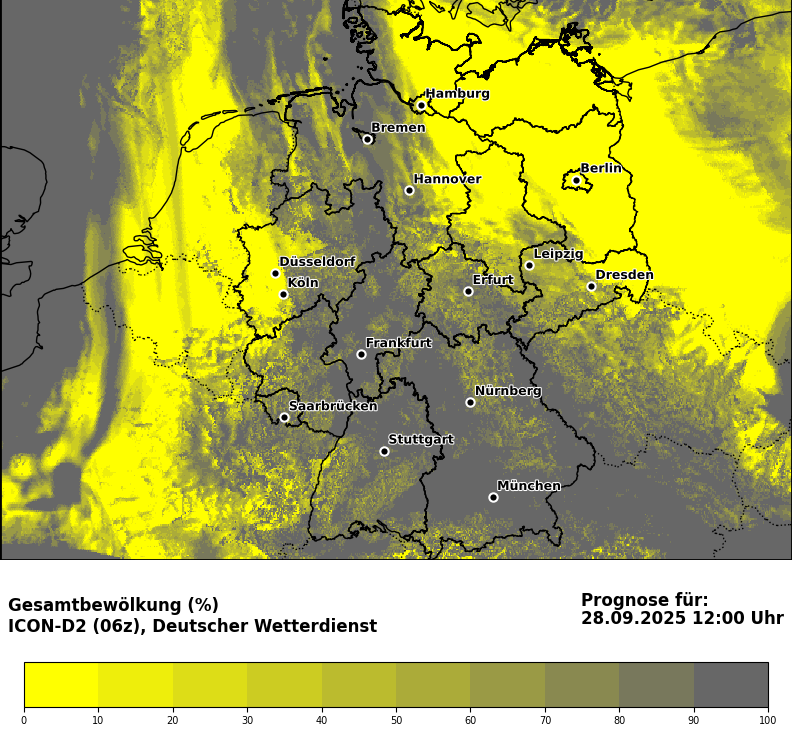 Hamburg
Bremen
Berlin
Hannover
Leipzig
Düsseldorf
Dresden
Köln
Erfurt
Frankfurt
Nürnberg
Saarbrücken
Stuttgart
München
Gesamtbewölkung (%)
ICON-D2 (06z), Deutscher Wetterdienst
Prognose für:
28.09.2025 12:00 Uhr
0 10 20 30 40 50 60 70 80 90 100